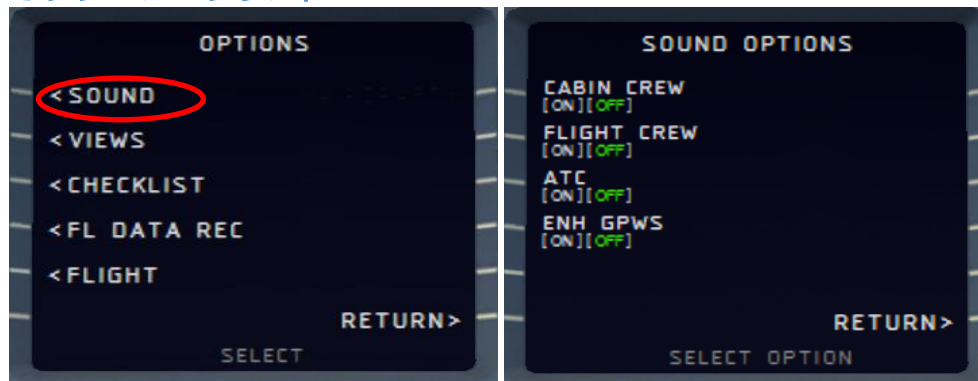 OPTIONS
<SOUND
<VIEWS
<CHECKLIST
<FL DATA REC
<FLIGHT
RETURN>
SELECT
SOUND OPTIONS
CABIN CREW
[ON][OFF]
FLIGHT CREW
[ON][OFF]
ATC
[ON][OFF]
ENH GPWS
[ON][OFF]
RETURN>
SELECT OPTION